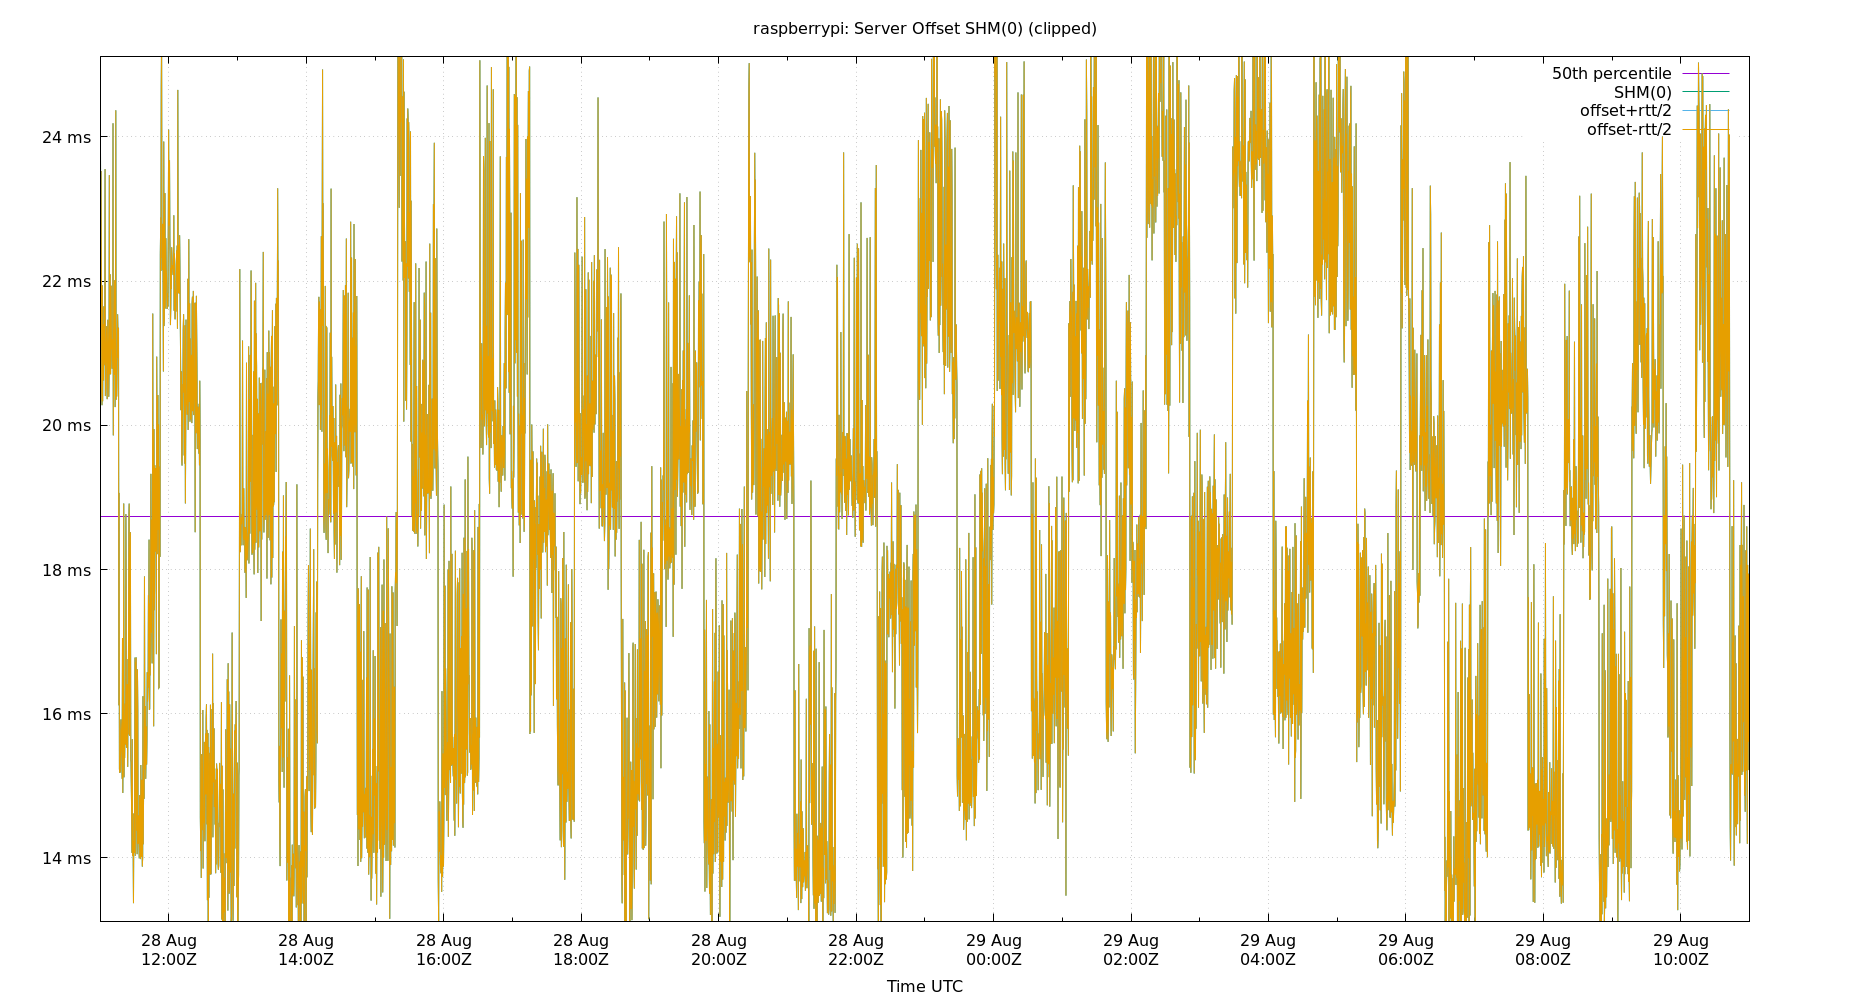 raspberrypi: Server Offset SHM(0) (clipped)
50th percentile
SHM(0)
offset+rtt/2
offset-rtt/2
24 ms
22 ms
20 ms
18 ms
16 ms
14 ms
28 Aug 28 Aug 28 Aug 28 Aug 28 Aug 28 Aug 29 Aug 29 Aug 29 Aug 29 Aug 29 Aug 29 Aug
12:00Z 14:00Z 16:00Z 18:00Z 20:00Z 22:00Z 00:00Z 02:00Z 04:00Z 06:00Z 08:00Z 10:00Z
Time UTC